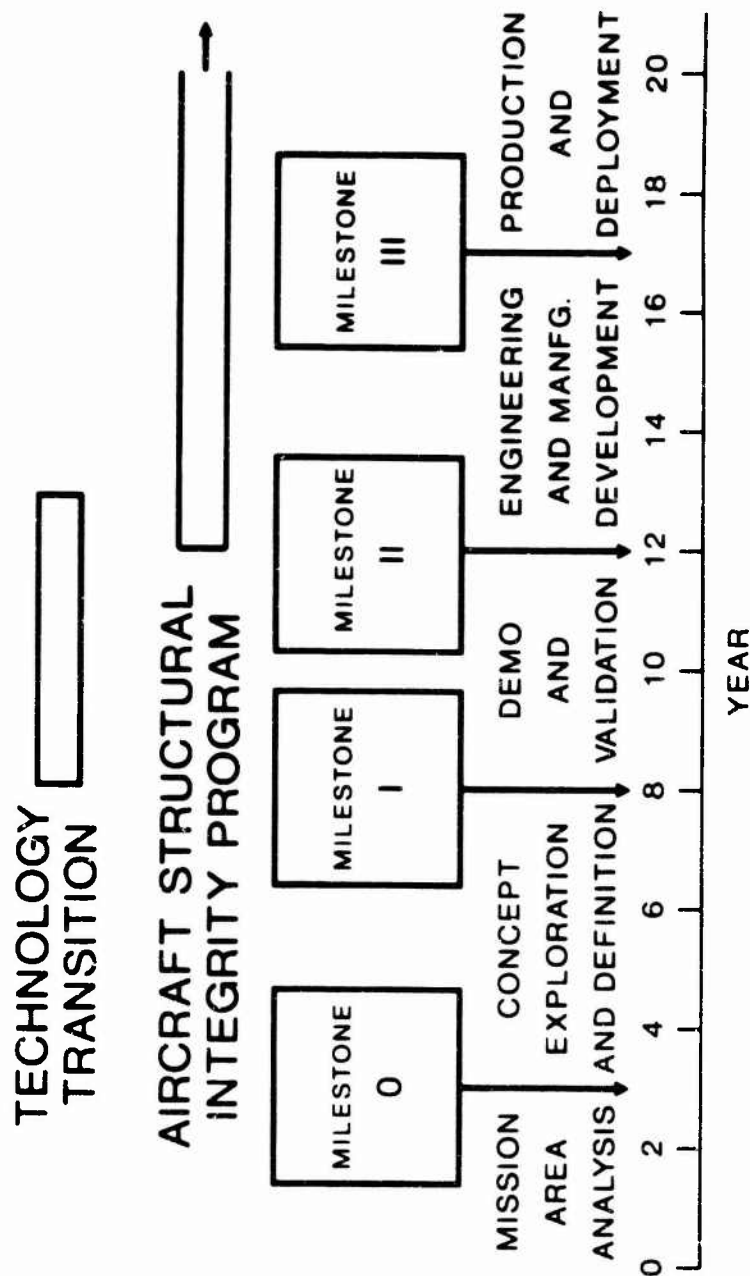 TECHNOLOGY
TRANSITION
AIRCRAFT STRUCTURAL
INTEGRITY PROGRAM
MILESTONE
0
MILESTONE
I
MILESTONE
II
MILESTONE
III
MISSION
AREA
ANALYSIS
CONCEPT
EXPLORATION
AND DEFINITION
DEMO
AND
VALIDATION
ENGINEERING
AND MANFG.
DEVELOPMENT
PRODUCTION
AND
DEPLOYMENT
0 2 4 6 8 10 12 14 16 18 20
YEAR